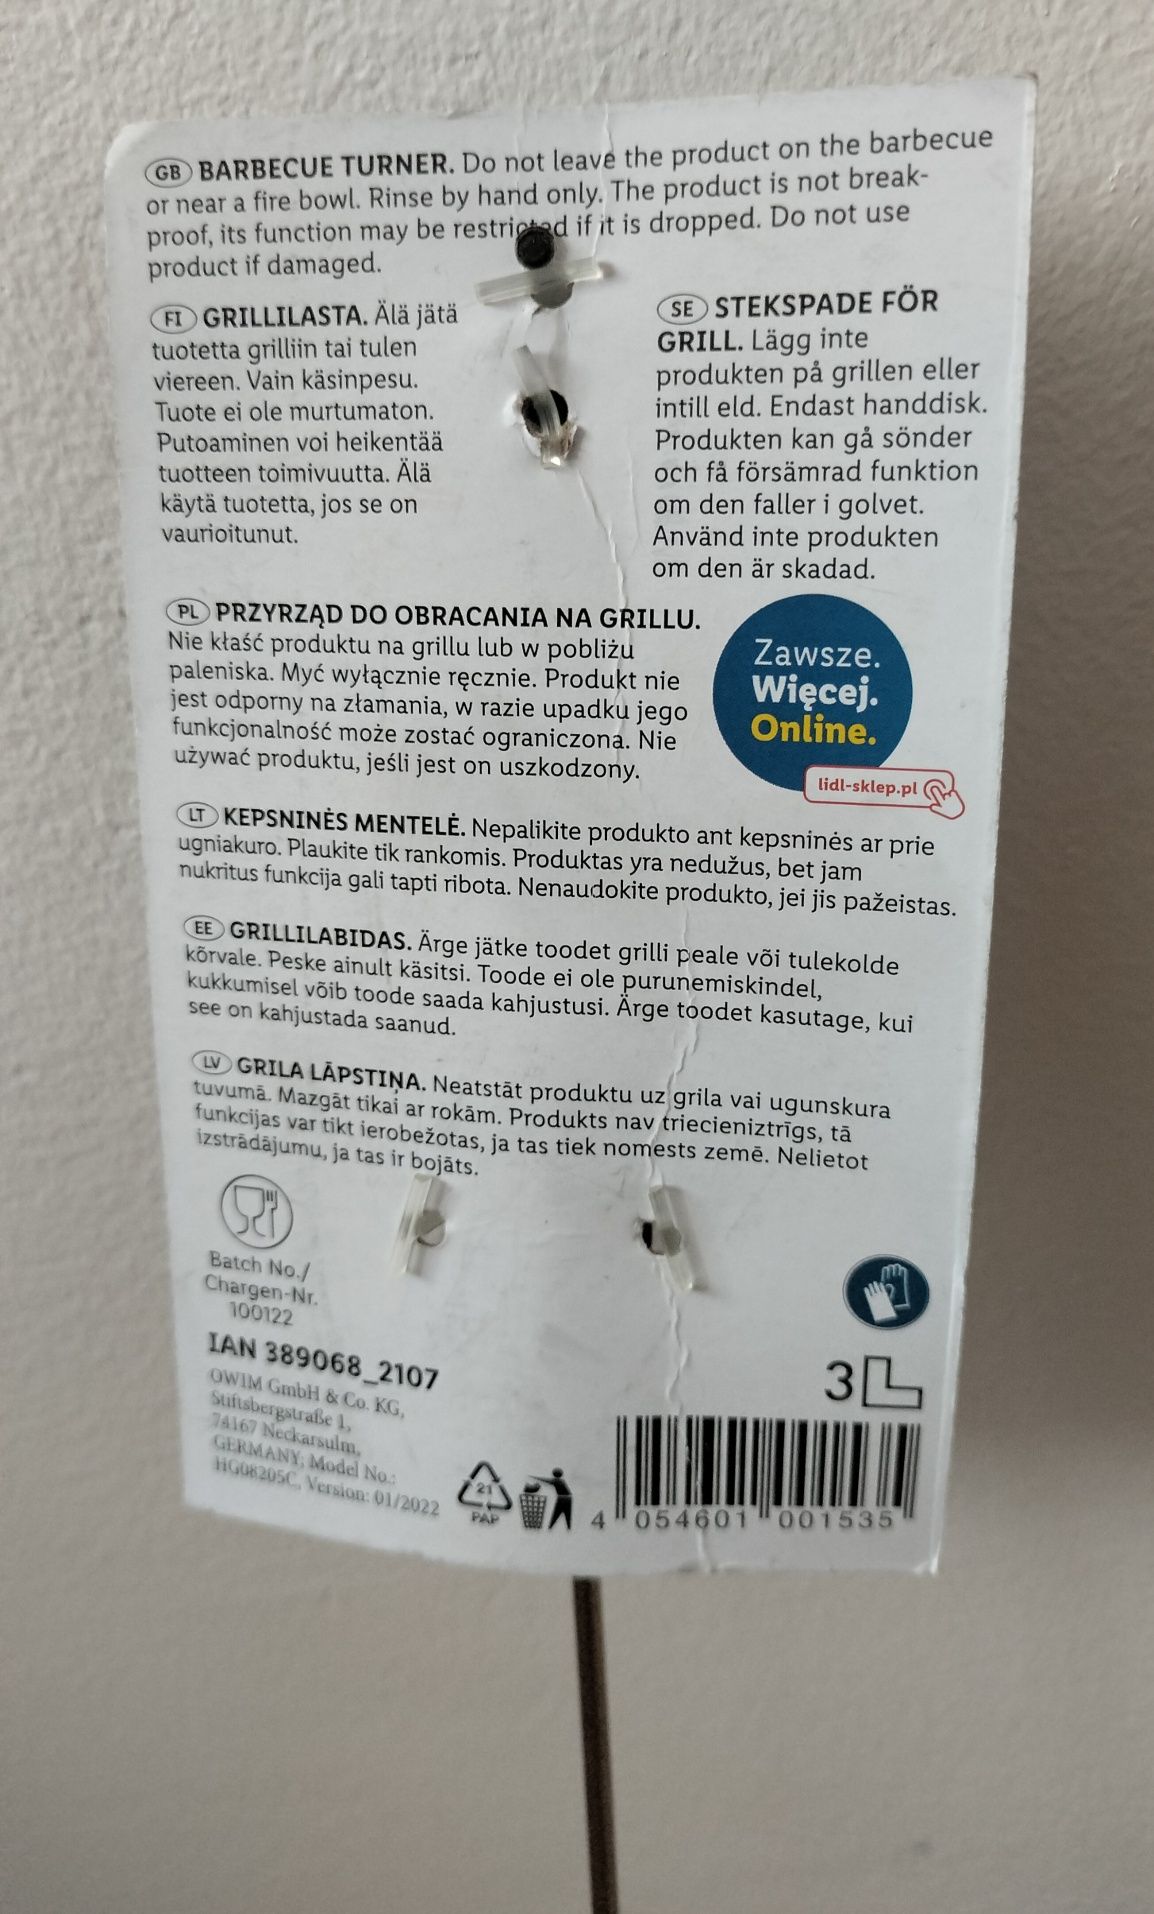 GB BARBECUE TURNER. Do not leave the product on the barbecue
or near a fire bowl. Rinse by hand only. The product is not break-
proof, its function may be restricted if it is dropped. Do not use
product if damaged.
FI GRILLILASTA. Älä jätä
tuotetta grilliin tai tulen
viereen. Vain käsinpesu.
Tuote ei ole murtumaton.
Putoaminen voi heikentää
tuotteen toimivuutta. Älä
käytä tuotetta, jos se on
vaurioitunut.
SE STEKSPADE FÖR
GRILL. Lägg inte
produkten på grillen eller
intill eld. Endast handdisk.
Produkten kan gå sönder
och få försämrad funktion
om den faller i golvet.
Använd inte produkten
om den är skadad.
PL PRZYRZĄD DO OBRACANIA NA GRILLU.
Nie kłaść produktu na grillu lub w pobliżu
paleniska. Myć wyłącznie ręcznie. Produkt nie
jest odporny na złamania, w razie upadku jego
funkcjonalność może zostać ograniczona. Nie
używać produktu, jeśli jest on uszkodzony.
Zawsze.
Więcej.
Online.
lidl-sklep.pl
LT KEPSNINĖS MENTELĖ. Nepalikite produkto ant kepsninės ar prie
ugniakuro. Plaukite tik rankomis. Produktas yra nedužus, bet jam
nukritus funkcija gali tapti ribota. Nenaudokite produkto, jei jis pažeistas.
EE GRILLILABIDAS. Ärge jätke toodet grilli peale või tulekolde
kõrvale. Peske ainult käsitsi. Toode ei ole purunemiskindel,
kukkumisel võib toode saada kahjustusi. Ärge toodet kasutage, kui
see on kahjustada saanud.
LV GRILA LĀPSTIŅA. Neatstāt produktu uz grila vai ugunskura
tuvumā. Mazgāt tikai ar rokām. Produkts nav triecieniztrīgs, tā
funkcijas var tikt ierobežotas, ja tas tiek nomests zemē. Nelietot
izstrādājumu, ja tas ir bojāts.
Batch No./
Chargen-Nr.
100122
IAN 389068_2107
OWIM GmbH & Co. KG,
Stiftsbergstraße 1,
74167 Neckarsulm,
GERMANY, Model No.:
HG08205C, Version: 01/2022
21
PAP
3L
4 054601 001535